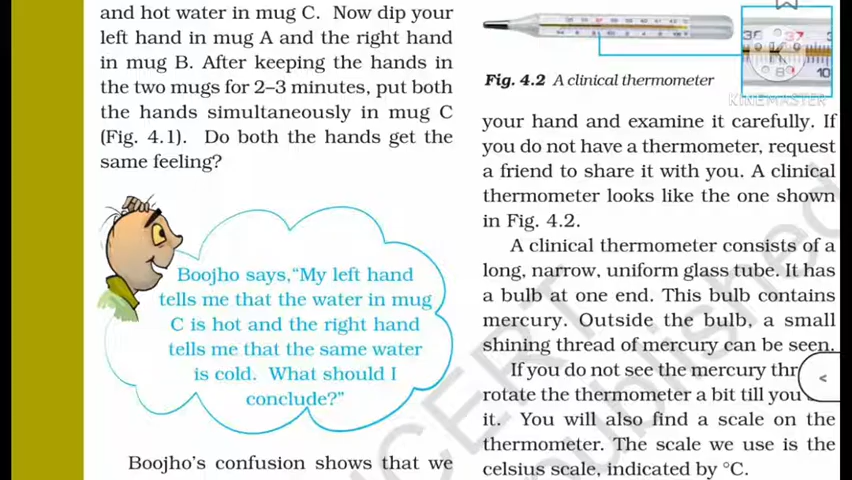 and hot water in mug C. Now dip your
left hand in mug A and the right hand
in mug B. After keeping the hands in
the two mugs for 2–3 minutes, put both
the hands simultaneously in mug C
(Fig. 4.1). Do both the hands get the
same feeling?
Boojho says,“My left hand
tells me that the water in mug
C is hot and the right hand
tells me that the same water
is cold. What should I
conclude?”
Boojho’s confusion shows that we
37
Fig. 4.2 A clinical thermometer
KINEMASTER
your hand and examine it carefully. If
you do not have a thermometer, request
a friend to share it with you. A clinical
thermometer looks like the one shown
in Fig. 4.2.
A clinical thermometer consists of a
long, narrow, uniform glass tube. It has
a bulb at one end. This bulb contains
mercury. Outside the bulb, a small
shining thread of mercury can be seen.
If you do not see the mercury thr
rotate the thermometer a bit till you
it. You will also find a scale on the
thermometer. The scale we use is the
celsius scale, indicated by °C.
<